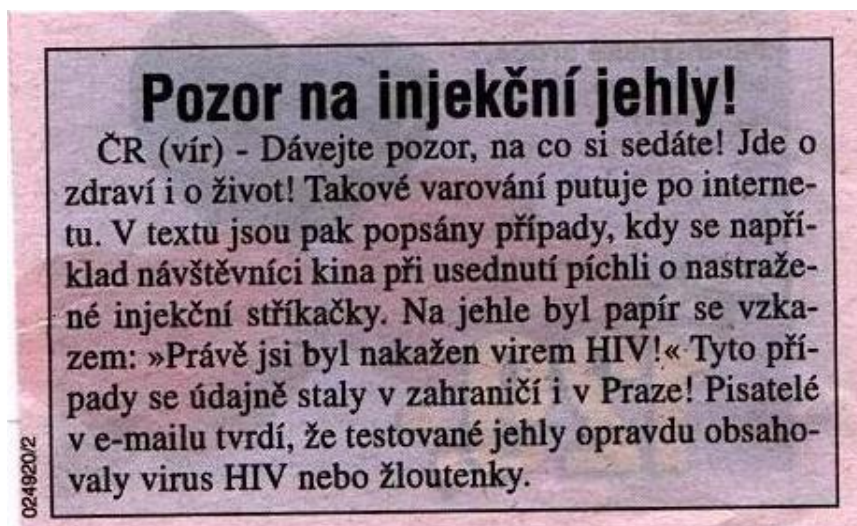 Pozor na injekční jehly!
ČR (vír) - Dávejte pozor, na co si sedáte! Jde o
zdraví i o život! Takové varování putuje po interne-
tu. V textu jsou pak popsány případy, kdy se napří-
klad návštěvníci kina při usednutí píchli o nastraže-
né injekční stříkačky. Na jehle byl papír se vzka-
zem: »Právě jsi byl nakažen virem HIV!« Tyto pří-
pady se údajně staly v zahraničí i v Praze! Pisatelé
v e-mailu tvrdí, že testované jehly opravdu obsaho-
valy virus HIV nebo žloutenky.
024920/2